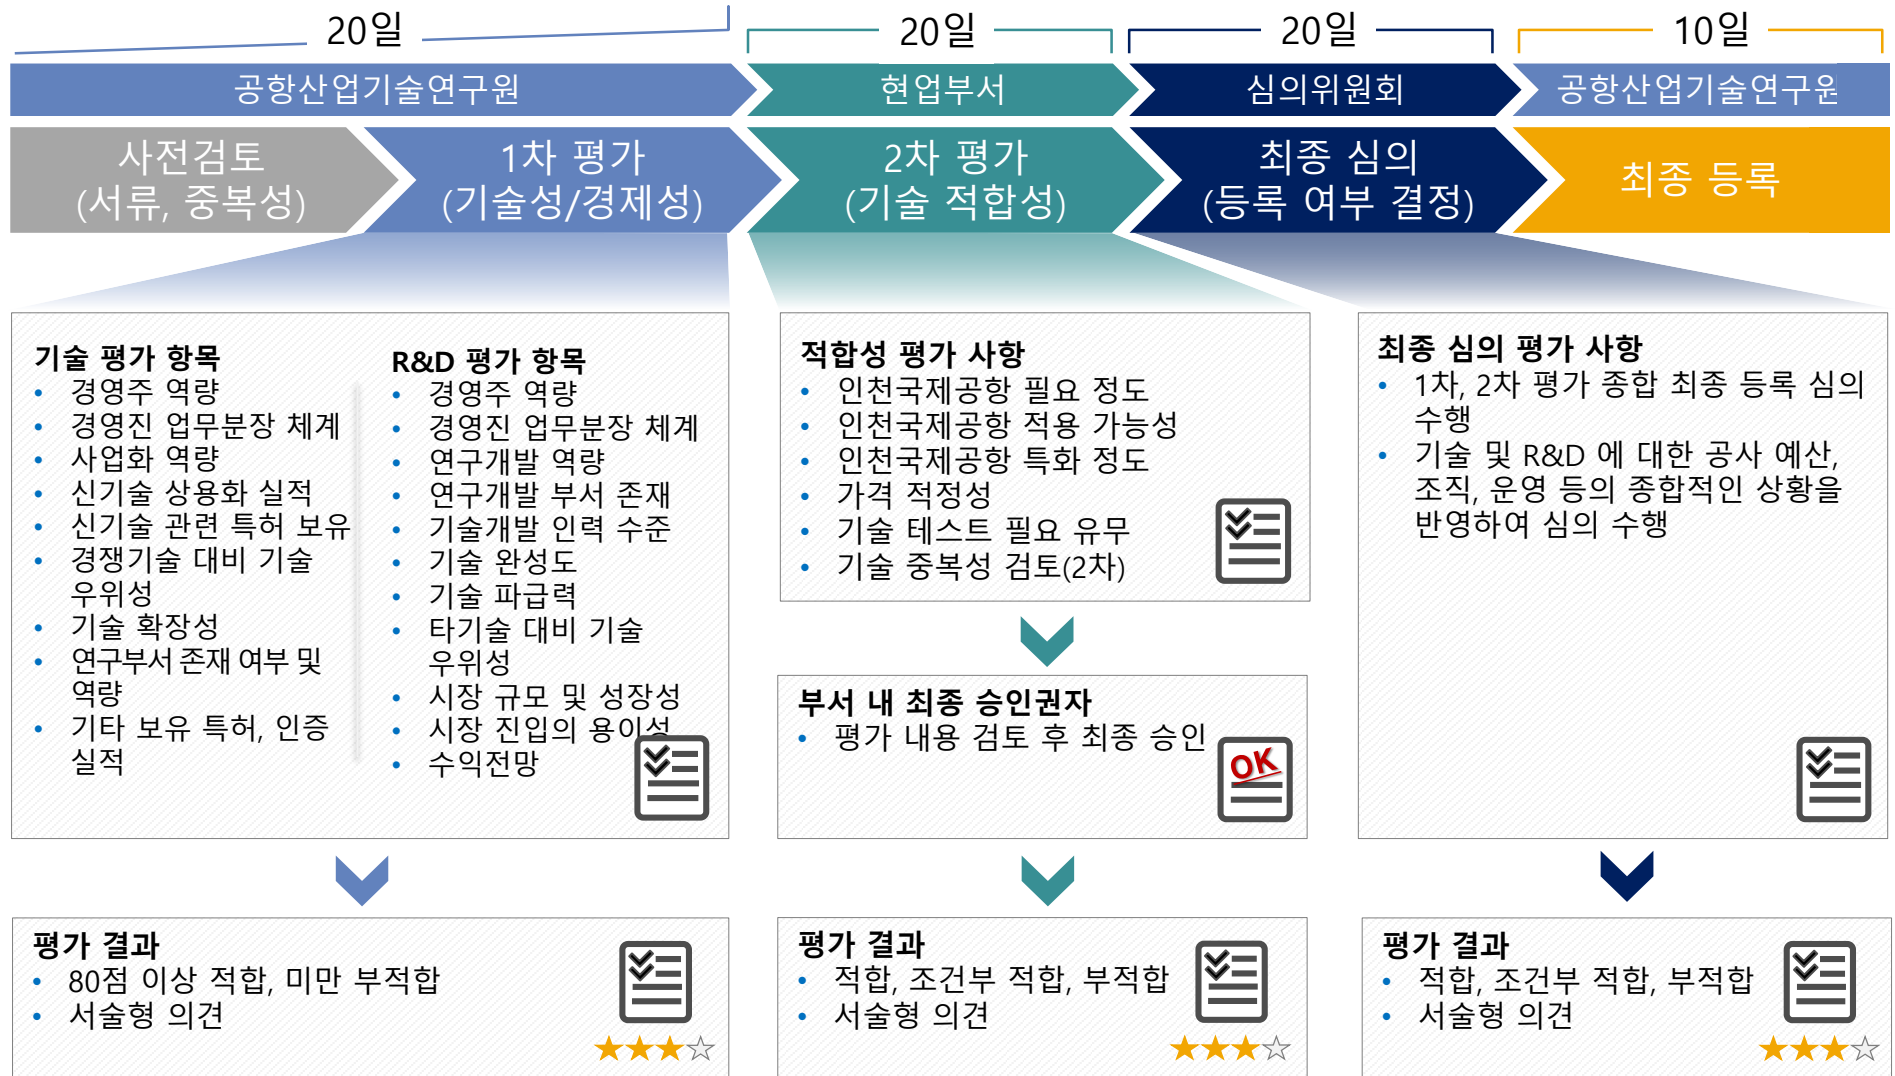 20일
20일
20일
10일
공항산업기술연구원
현업부서
심의위원회
공항산업기술연구원
사전검토
(서류, 중복성)
1차 평가
(기술성/경제성)
2차 평가
(기술 적합성)
최종 심의
(등록 여부 결정)
최종 등록
기술 평가 항목
• 경영주 역량
• 경영진 업무분장 체계
• 사업화 역량
• 신기술 상용화 실적
• 신기술 관련 특허 보유
• 경쟁기술 대비 기술
우위성
• 기술 확장성
• 연구부서 존재 여부 및
역량
• 기타 보유 특허, 인증
실적
R&D 평가 항목
• 경영주 역량
• 경영진 업무분장 체계
• 연구개발 역량
• 연구개발 부서 존재
• 기술개발 인력 수준
• 기술 완성도
• 기술 파급력
• 타기술 대비 기술
우위성
• 시장 규모 및 성장성
• 시장 진입의 용이성
• 수익전망
적합성 평가 사항
• 인천국제공항 필요 정도
• 인천국제공항 적용 가능성
• 인천국제공항 특화 정도
• 가격 적정성
• 기술 테스트 필요 유무
• 기술 중복성 검토(2차)
부서 내 최종 승인권자
• 평가 내용 검토 후 최종 승인
OK
최종 심의 평가 사항
• 1차, 2차 평가 종합 최종 등록 심의
수행
• 기술 및 R&D 에 대한 공사 예산,
조직, 운영 등의 종합적인 상황을
반영하여 심의 수행
평가 결과
• 80점 이상 적합, 미만 부적합
• 서술형 의견
평가 결과
• 적합, 조건부 적합, 부적합
• 서술형 의견
평가 결과
• 적합, 조건부 적합, 부적합
• 서술형 의견